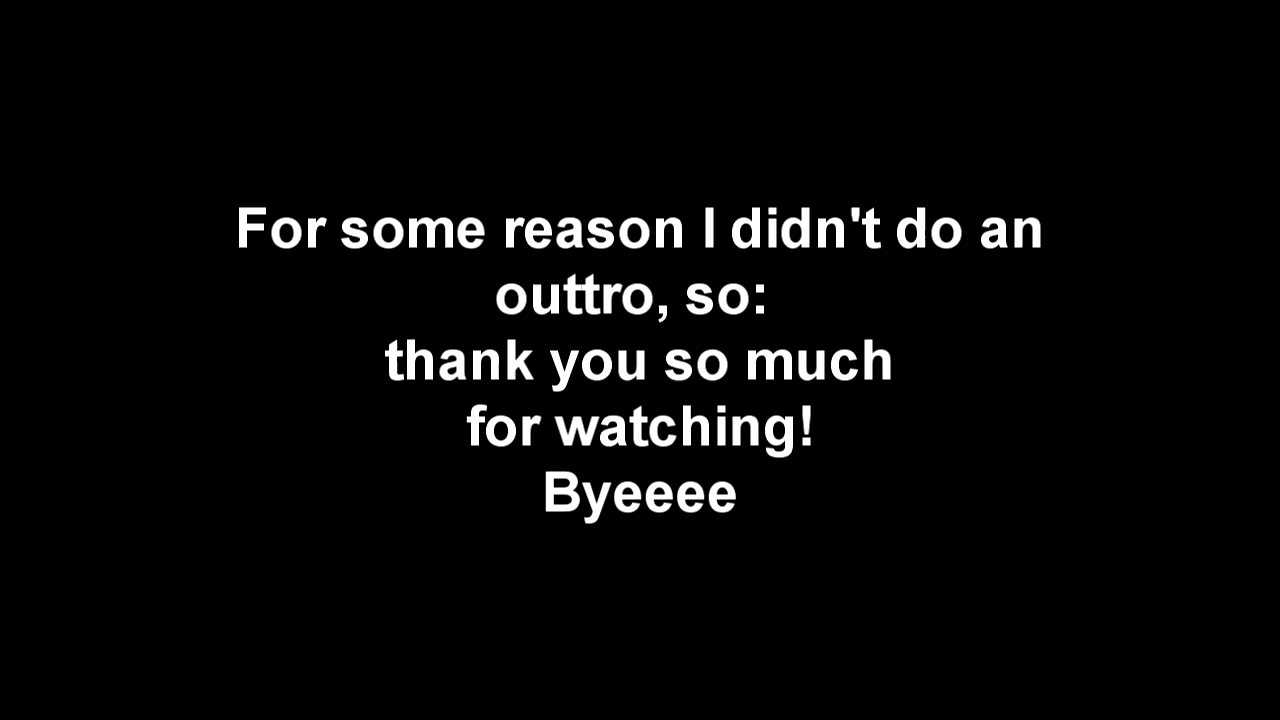 For some reason I didn't do an
outtro, so:
thank you so much
for watching!
Byeeee